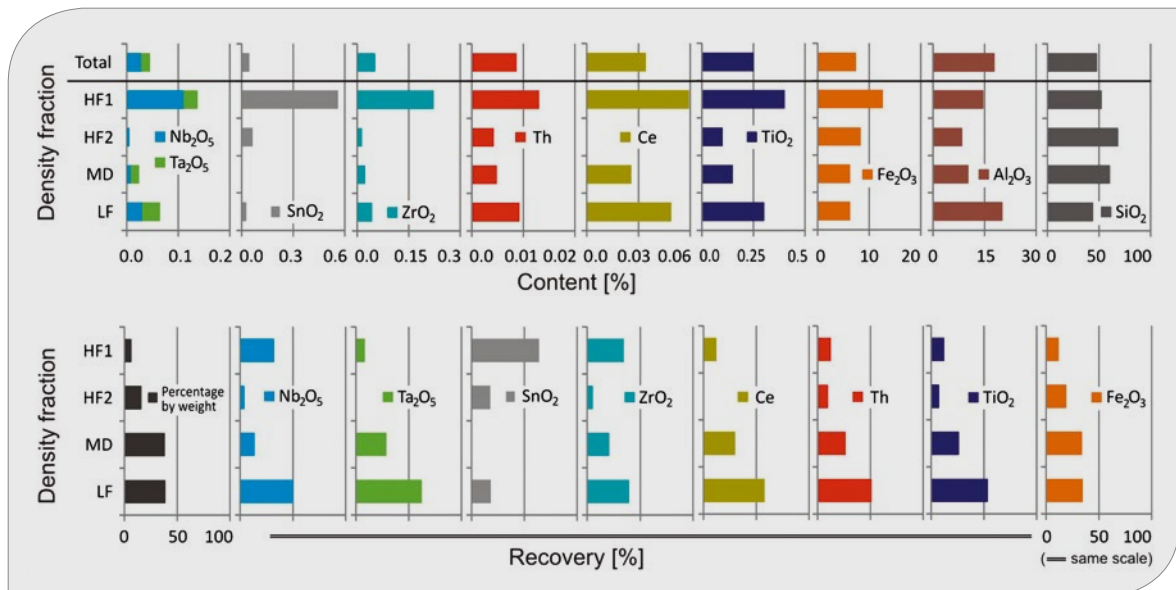 Density fraction
Total
HF1
HF2
MD
LF
Nb₂O₅
Ta₂O₅
SnO₂
ZrO₂
Th
Ce
TiO₂
Fe₂O₃
Al₂O₃
SiO₂
0.0 0.1 0.2
0.0 0.3 0.6
0.0 0.15 0.3
0.0 0.01 0.02
0.00 0.03 0.06
0.0 0.25 0.5
0 10 20
0 15 30
0 50 100
Content [%]
Density fraction
HF1
HF2
MD
LF
Percentage
by weight
Nb₂O₅
Ta₂O₅
SnO₂
ZrO₂
Ce
Th
TiO₂
Fe₂O₃
0 50 100
0 50 100
Recovery [%]
(== same scale)